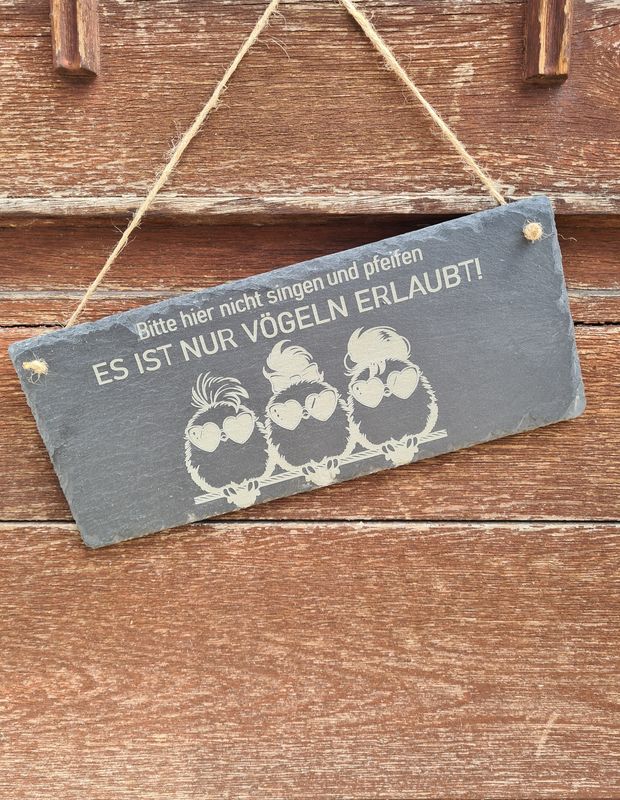 Bitte hier nicht singen und pfeifen
ES IST NUR VÖGELN ERLAUBT!